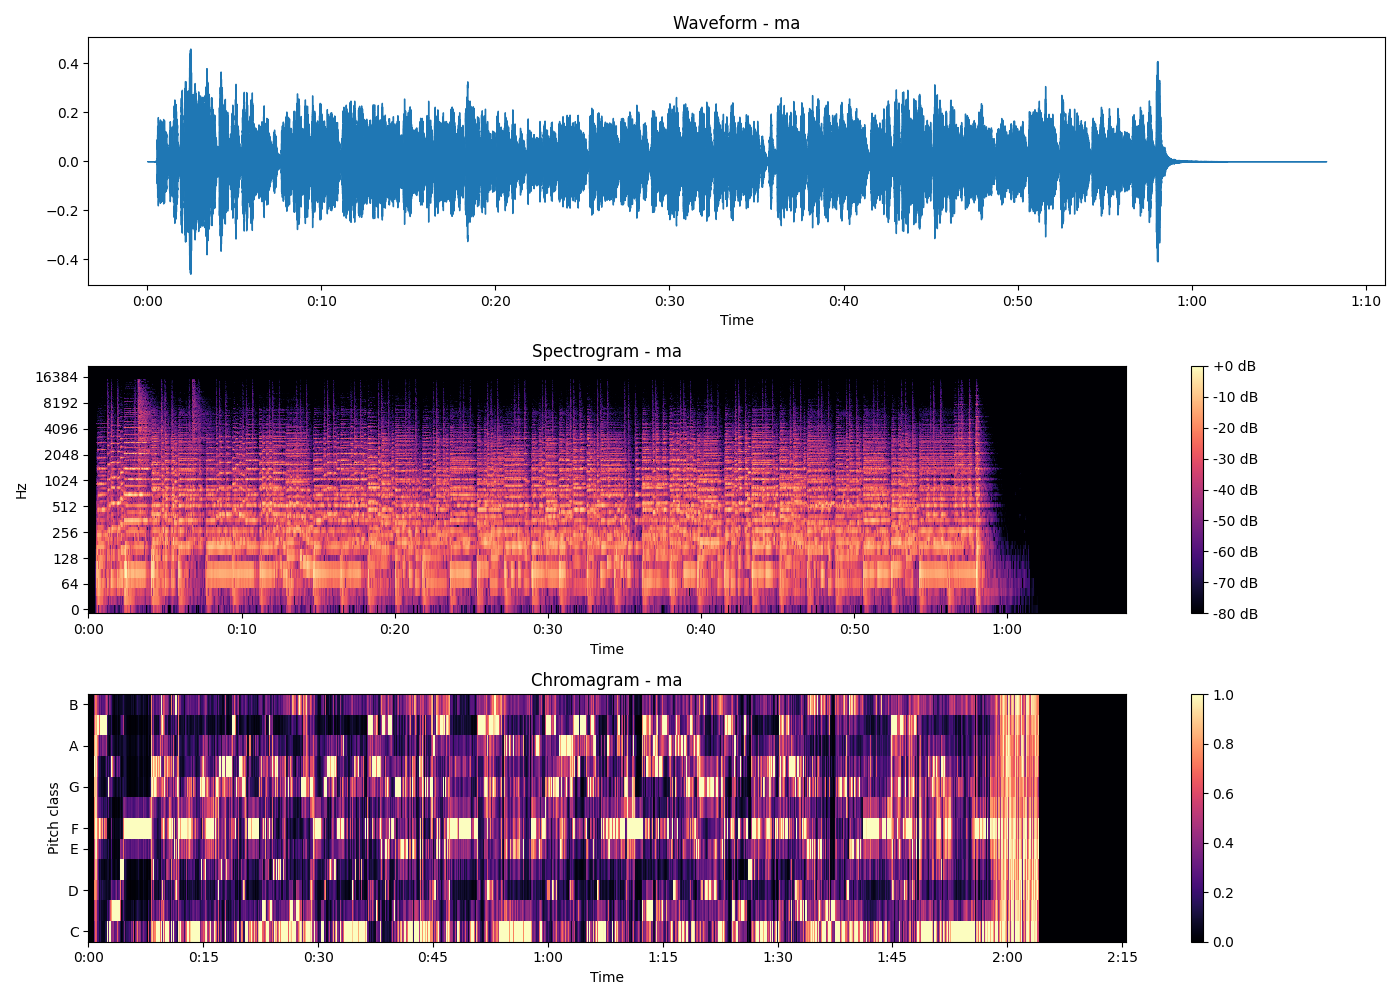 Waveform - ma
0.4
0.2
0.0
−0.2
−0.4
0:00 0:10 0:20 0:30 0:40 0:50 1:00 1:10
Time
Spectrogram - ma
Hz
16384
8192
4096
2048
1024
512
256
128
64
0
0:00 0:10 0:20 0:30 0:40 0:50 1:00
Time
+0 dB
-10 dB
-20 dB
-30 dB
-40 dB
-50 dB
-60 dB
-70 dB
-80 dB
Chromagram - ma
Pitch class
B
A
G
F
E
D
C
0:00 0:15 0:30 0:45 1:00 1:15 1:30 1:45 2:00 2:15
Time
1.0
0.8
0.6
0.4
0.2
0.0